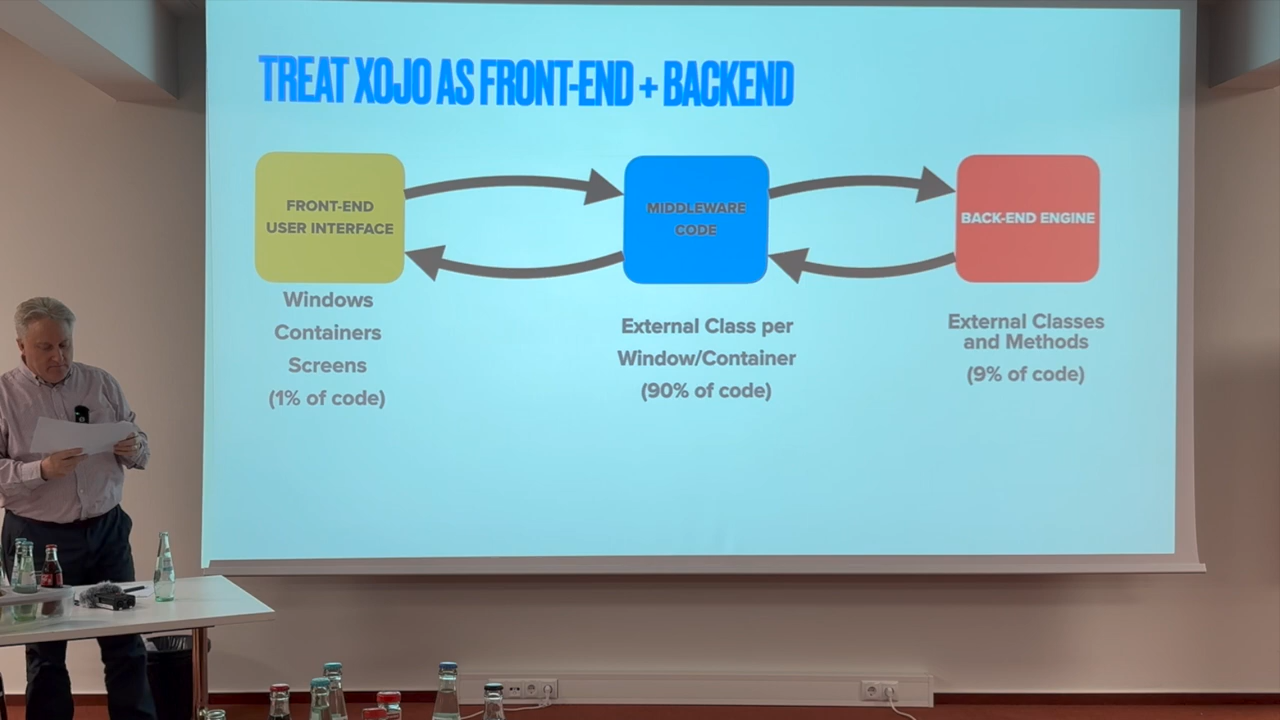 TREAT XOJO AS FRONT-END + BACKEND
FRONT-END
USER INTERFACE
MIDDLEWARE
CODE
BACK-END ENGINE
Windows
Containers
Screens
(1% of code)
External Class per
Window/Container
(90% of code)
External Classes
and Methods
(9% of code)